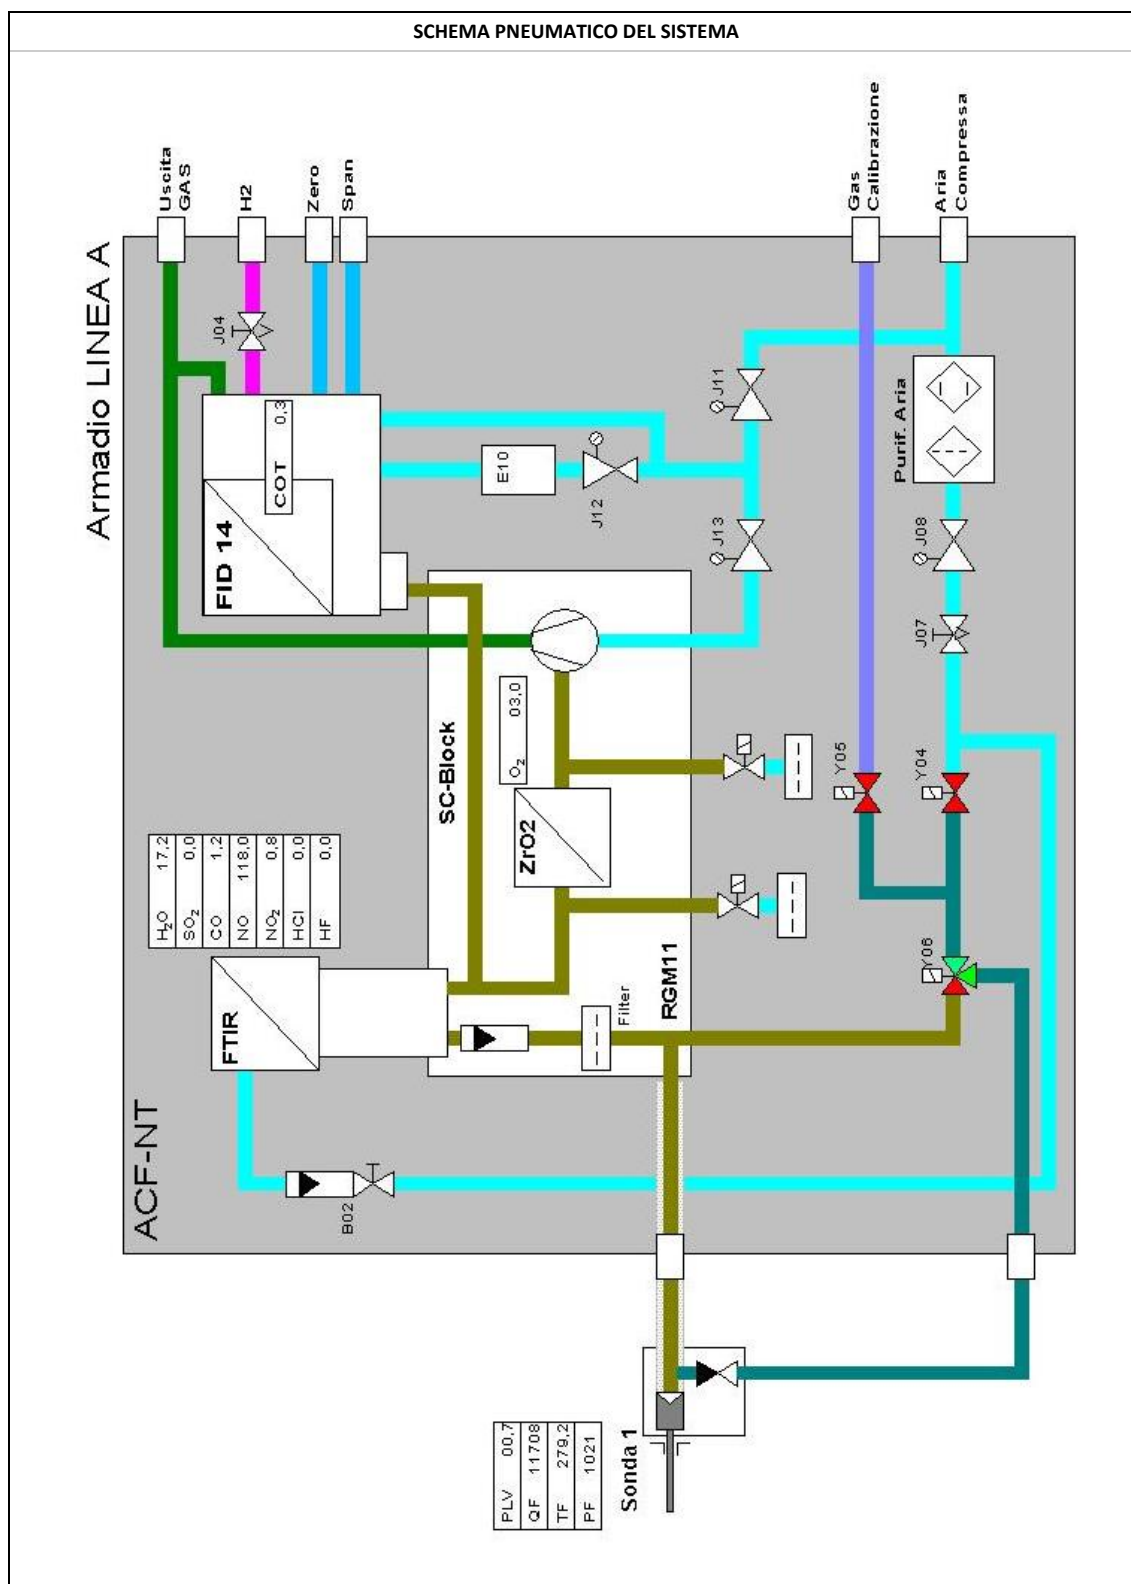 SCHEMA PNEUMATICO DEL SISTEMA
Armadio LINEA A
ACF-NT
Uscita
GAS
H2
Zero
Span
Gas
Calibrazione
Aria
Compressa
J04
COT 0,3
FID 14
E10
J12
J11
J13
Purif. Aria
J08
J07
SC-Block
O2 03,0
ZrO2
RGM11
Y05
Y04
Y06
H2O 17,2
SO2 0,0
CO 1,2
NO 118,0
NO2 0,8
HCl 0,0
HF 0,0
FTIR
Filter
B02
PLV 00,7
QF 11708
TF 279,2
PF 1021
Sonda 1